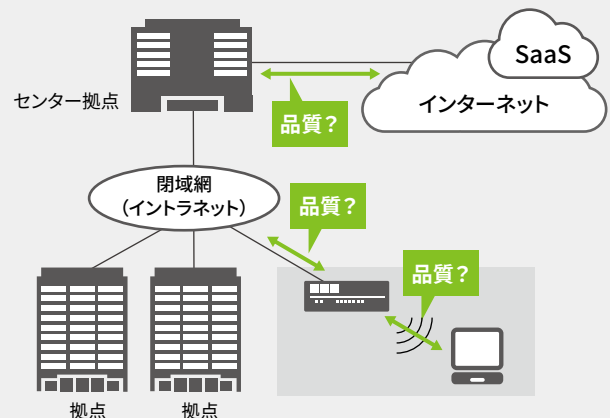 SaaS
インターネット
センター拠点
品質？
閉域網
（イントラネット）
品質？
品質？
拠点
拠点